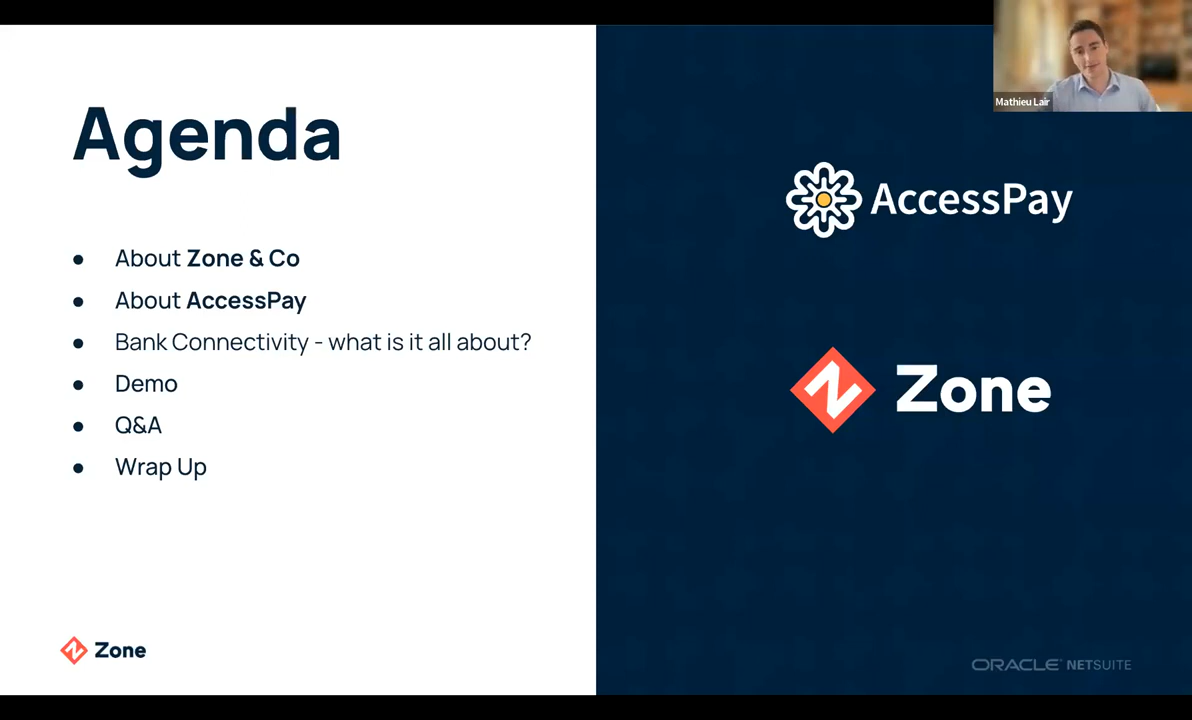 Agenda
● About Zone & Co
● About AccessPay
● Bank Connectivity - what is it all about?
● Demo
● Q&A
● Wrap Up
Zone
Mathieu Lair
AccessPay
Zone
ORACLE NETSUITE